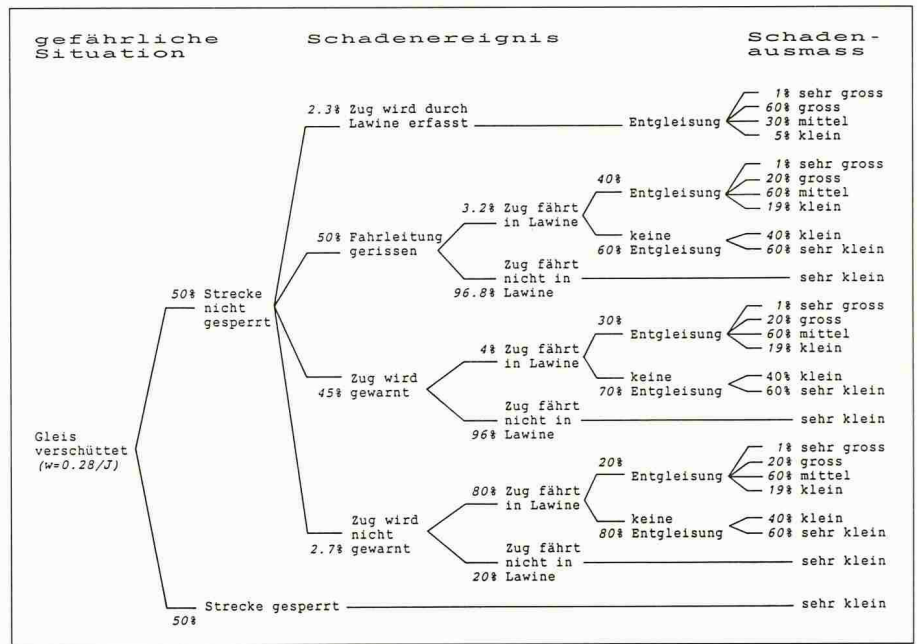 gefährliche
Situation
Schadenereignis
Schaden-
ausmass
2.3% Zug wird durch
Lawine erfasst
Entgleisung
1% sehr gross
60% gross
30% mittel
5% klein
50% Fahrleitung
gerissen
3.2% Zug fährt
in Lawine
40%
Entgleisung
1% sehr gross
20% gross
60% mittel
19% klein
keine
60% Entgleisung
40% klein
60% sehr klein
Zug fährt
nicht in
96.8% Lawine
sehr klein
50% Strecke
nicht
gesperrt
Zug wird
45% gewarnt
4% Zug fährt
in Lawine
30%
Entgleisung
1% sehr gross
20% gross
60% mittel
19% klein
keine
70% Entgleisung
40% klein
60% sehr klein
Zug fährt
nicht in
96% Lawine
sehr klein
Gleis
verschüttet
(w=0.28/J)
Zug wird
nicht
2.7% gewarnt
80% Zug fährt
in Lawine
20%
Entgleisung
1% sehr gross
20% gross
60% mittel
19% klein
keine
80% Entgleisung
40% klein
60% sehr klein
Zug fährt
nicht in
20% Lawine
sehr klein
Strecke gesperrt
50%
sehr klein